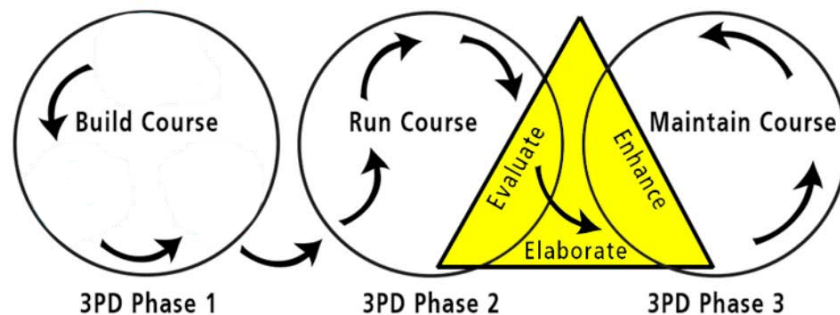 Build Course
Run Course
Evaluate
Elaborate
Enhance
Maintain Course
3PD Phase 1
3PD Phase 2
3PD Phase 3